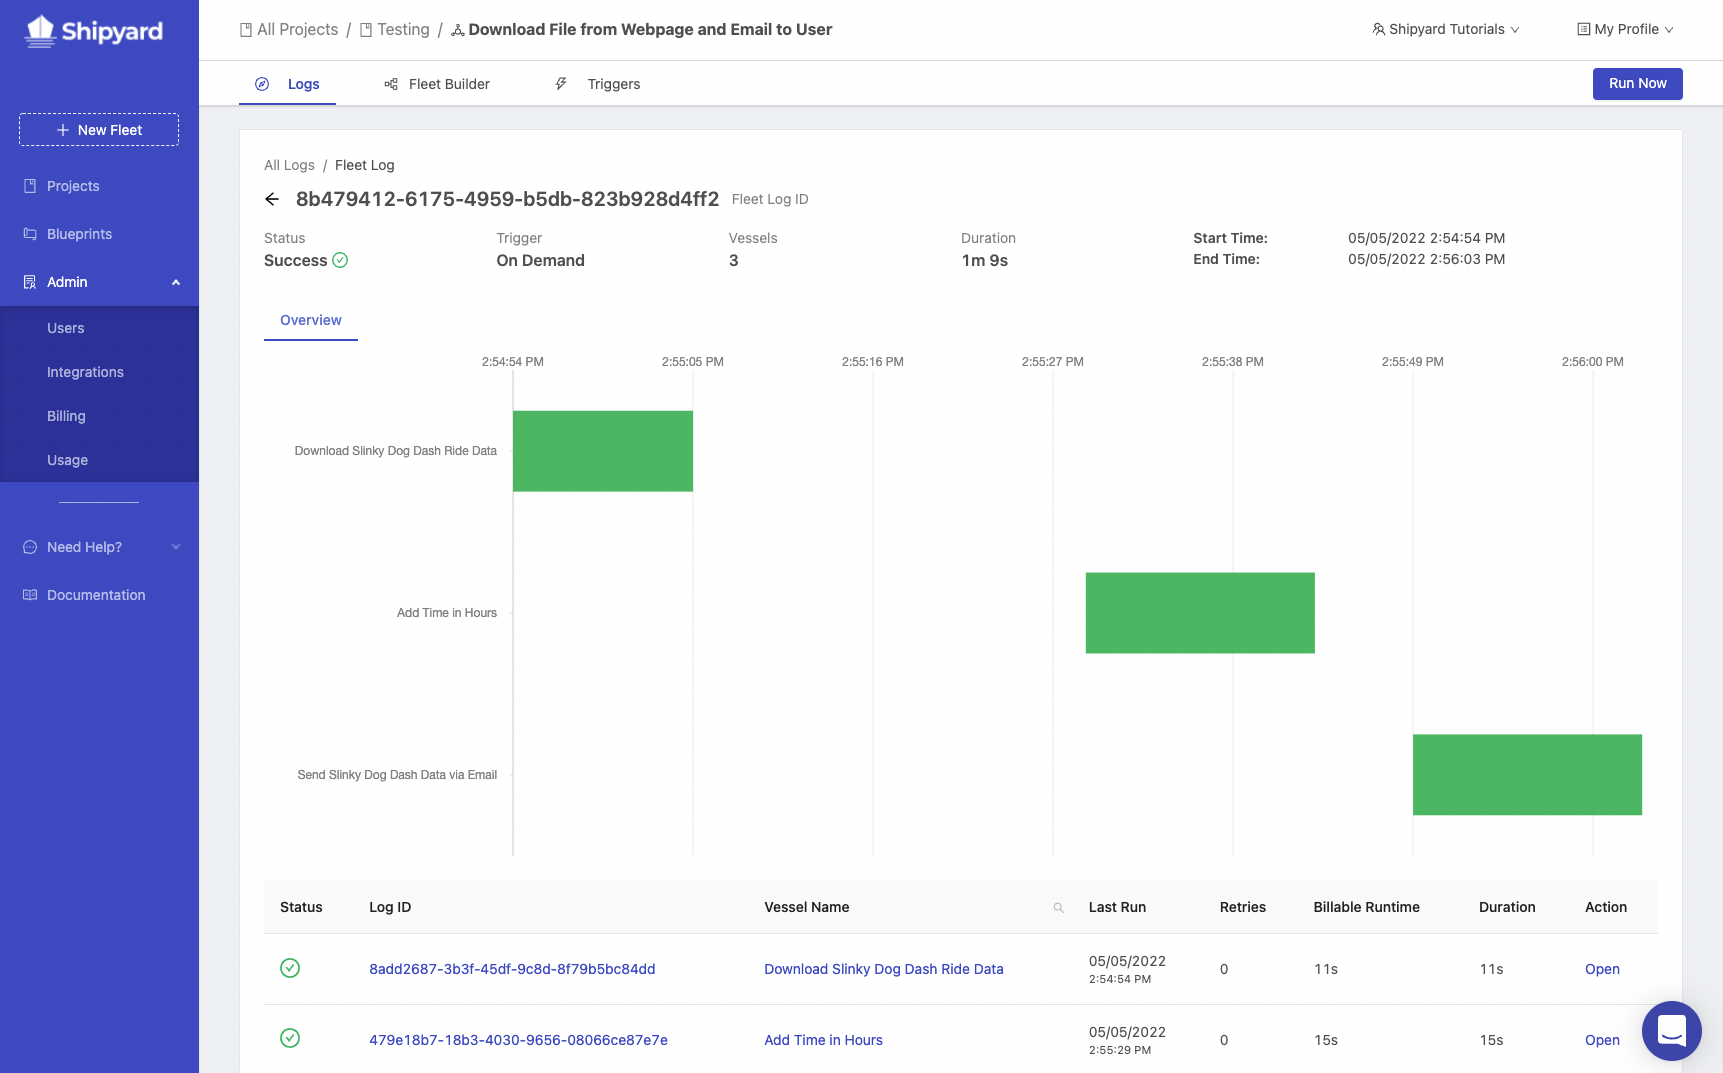 Shipyard
All Projects / Testing / Download File from Webpage and Email to User
Shipyard Tutorials
My Profile
Logs
Fleet Builder
Triggers
Run Now
New Fleet
Projects
Blueprints
Admin
Users
Integrations
Billing
Usage
Need Help?
Documentation
All Logs / Fleet Log
8b479412-6175-4959-b5db-823b928d4ff2 Fleet Log ID
Status
Success
Trigger
On Demand
Vessels
3
Duration
1m 9s
Start Time: 05/05/2022 2:54:54 PM
End Time: 05/05/2022 2:56:03 PM
Overview
2:54:54 PM 2:55:05 PM 2:55:16 PM 2:55:27 PM 2:55:38 PM 2:55:49 PM 2:56:00 PM
Download Slinky Dog Dash Ride Data
Add Time in Hours
Send Slinky Dog Dash Data via Email
Status Log ID Vessel Name Last Run Retries Billable Runtime Duration Action
8add2687-3b3f-45df-9c8d-8f79b5bc84dd Download Slinky Dog Dash Ride Data 05/05/2022 0 11s 11s Open
2:54:54 PM
479e18b7-18b3-4030-9656-08066ce87e7e Add Time in Hours 05/05/2022 0 15s 15s Open
2:55:29 PM